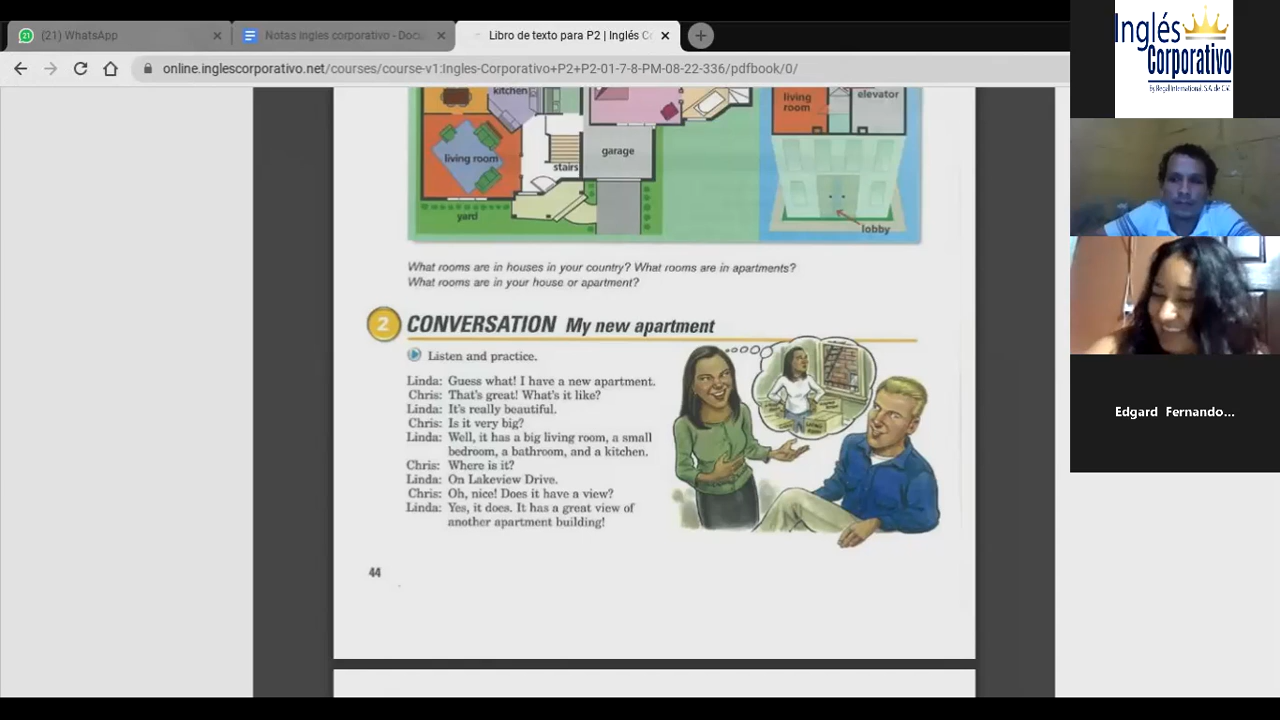 (21) WhatsApp
Notas ingles corporativo - Docu
Libro de texto para P2 | Inglés C
online.inglescorporativo.net/courses/course-v1:Ingles-Corporativo+P2+P2-01-7-8-PM-08-22-336/pdfbook/0/
Inglés
Corporativo
By Regal International, S.A. de C.V.
kitchen
living
room
elevator
living room
stairs
garage
yard
lobby
What rooms are in houses in your country? What rooms are in apartments?
What rooms are in your house or apartment?
2 CONVERSATION My new apartment
Listen and practice.
Linda: Guess what! I have a new apartment.
Chris: That's great! What's it like?
Linda: It's really beautiful.
Chris: Is it very big?
Linda: Well, it has a big living room, a small
bedroom, a bathroom, and a kitchen.
Chris: Where is it?
Linda: On Lakeview Drive.
Chris: Oh, nice! Does it have a view?
Linda: Yes, it does. It has a great view of
another apartment building!
44
Edgard Fernando...